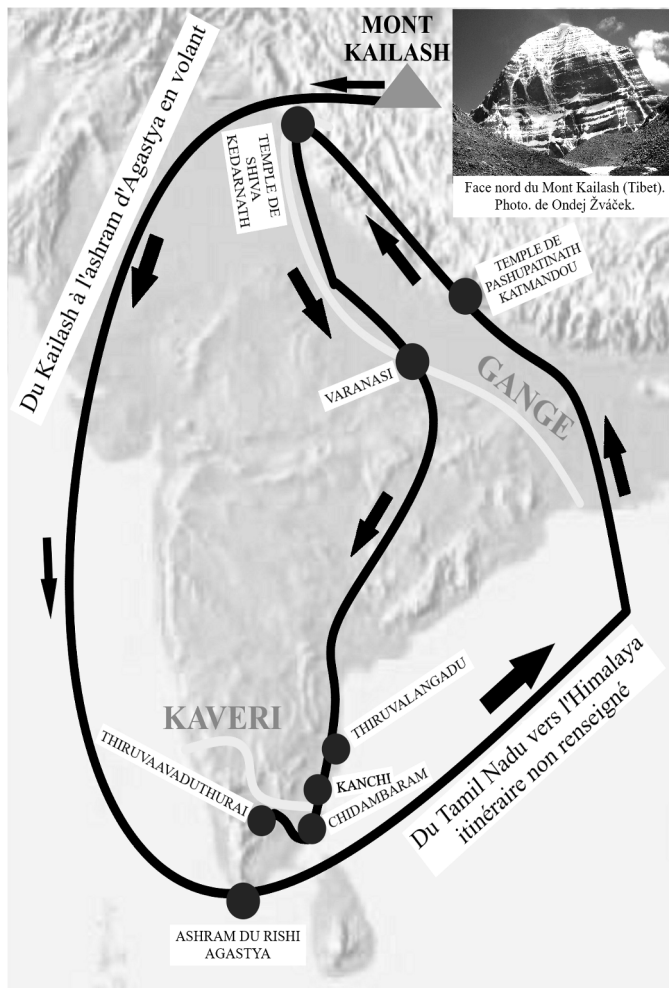 MONT
KAILASH
Face nord du Mont Kailash (Tibet).
Photo. de Ondej Žváček.
Du Kailash à l'ashram d'Agastya en volant
TEMPLE DE
SHIVA
KEDARNATH
TEMPLE DE
PASHUPATINATH
KATMANDOU
VARANASI
GANGE
THIRUVALANGADU
KAVERI
THIRUVAAVADUTHURAI
KANCHI
CHIDAMBARAM
Du Tamil Nadu vers l'Himalaya
itinéraire non renseigné
ASHRAM DU RISHI
AGASTYA